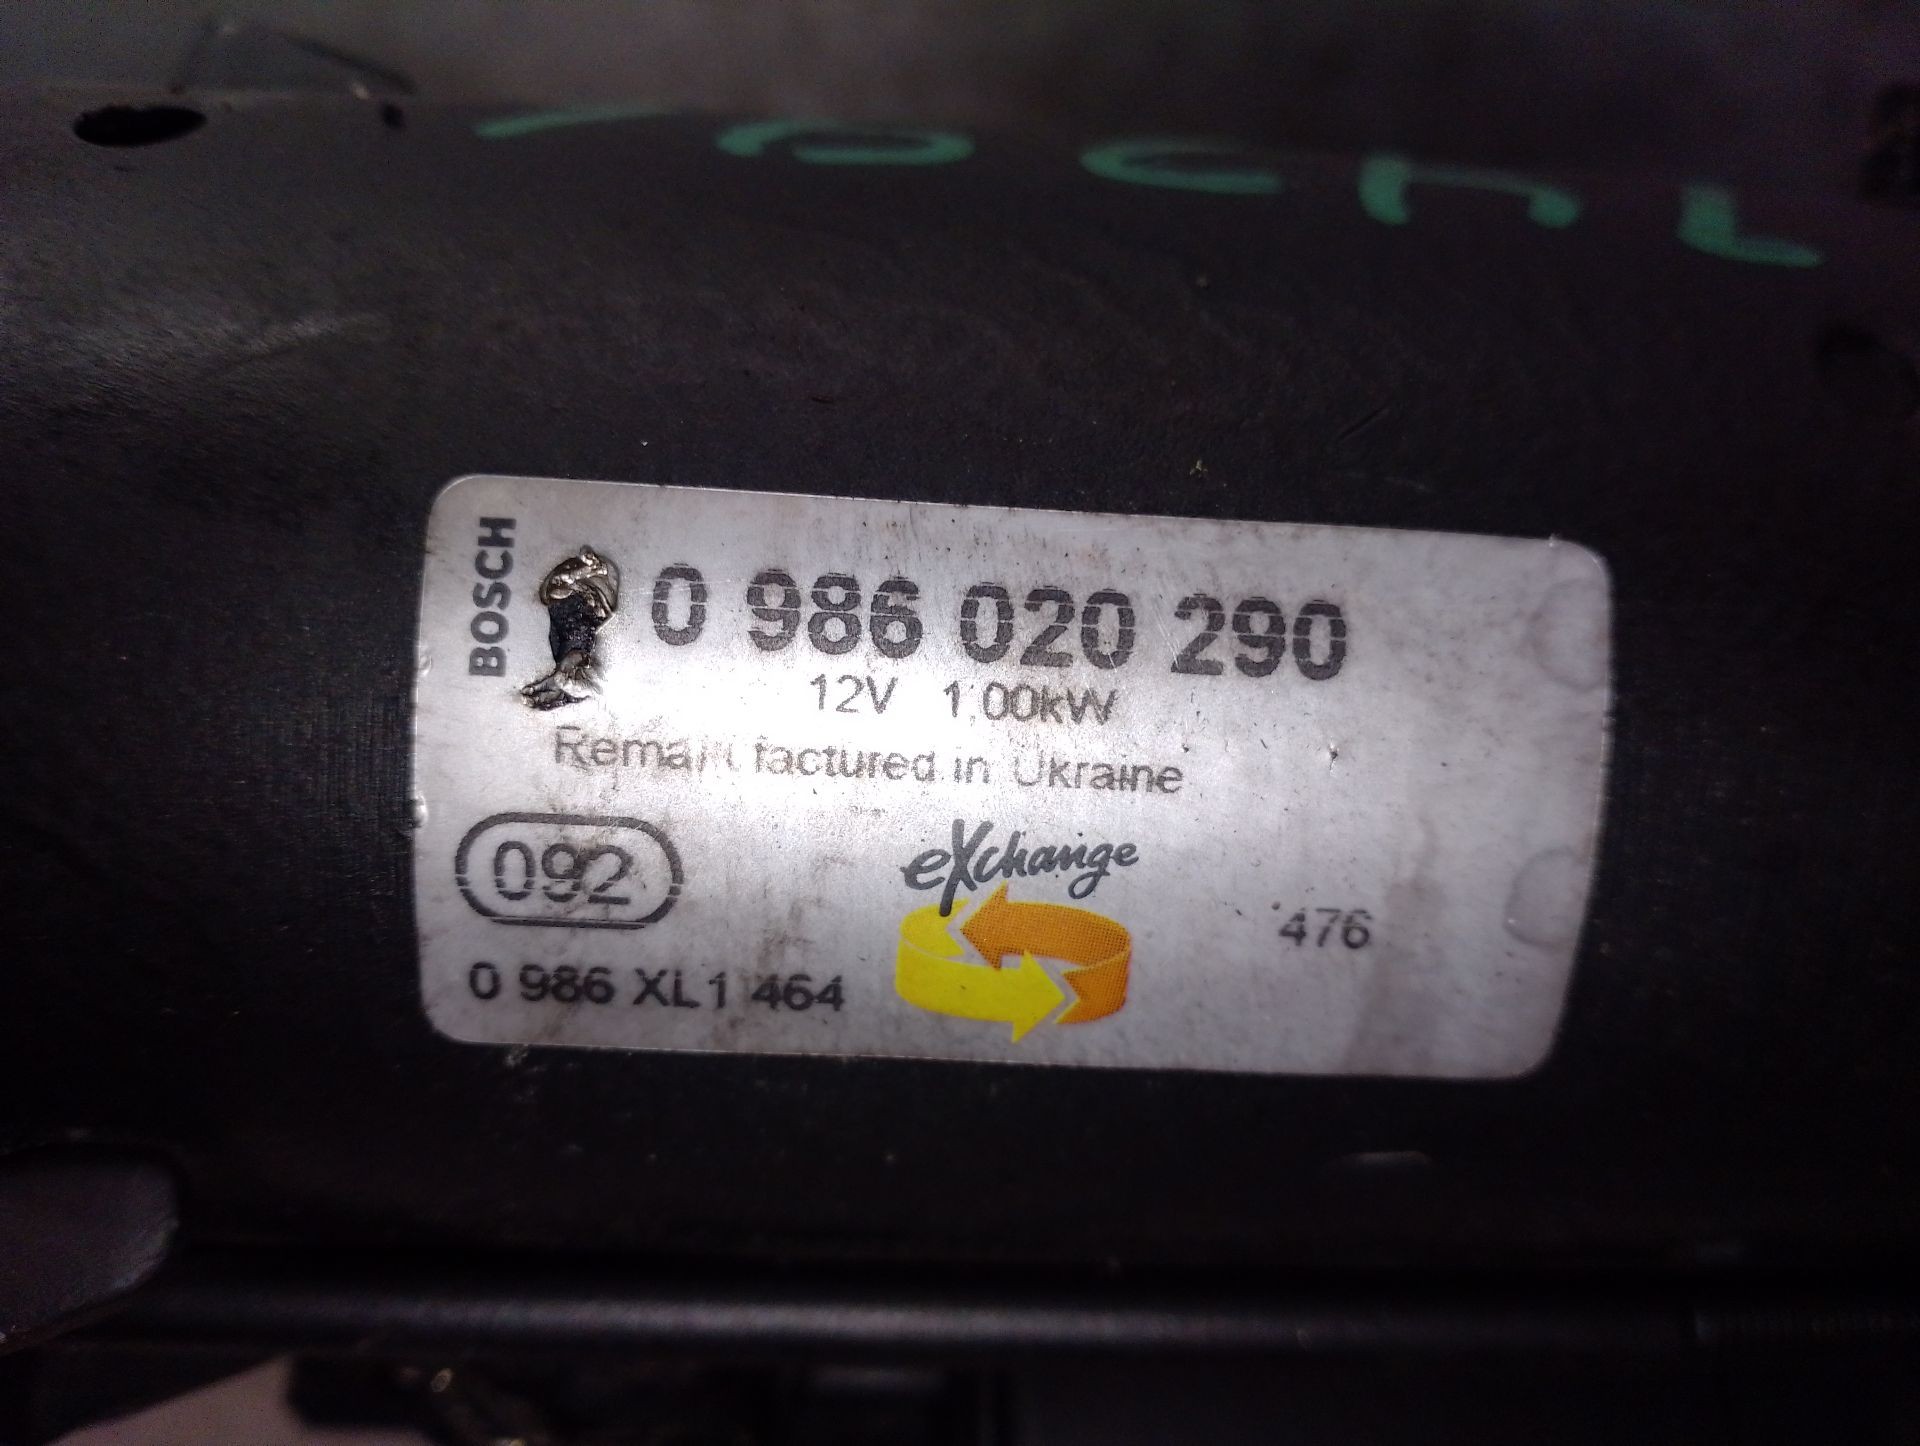 BOSCH
0 986 020 290
12V 1,00kW
Remanufactured in Ukraine
092
eXchange
476
0 986 XL1 464